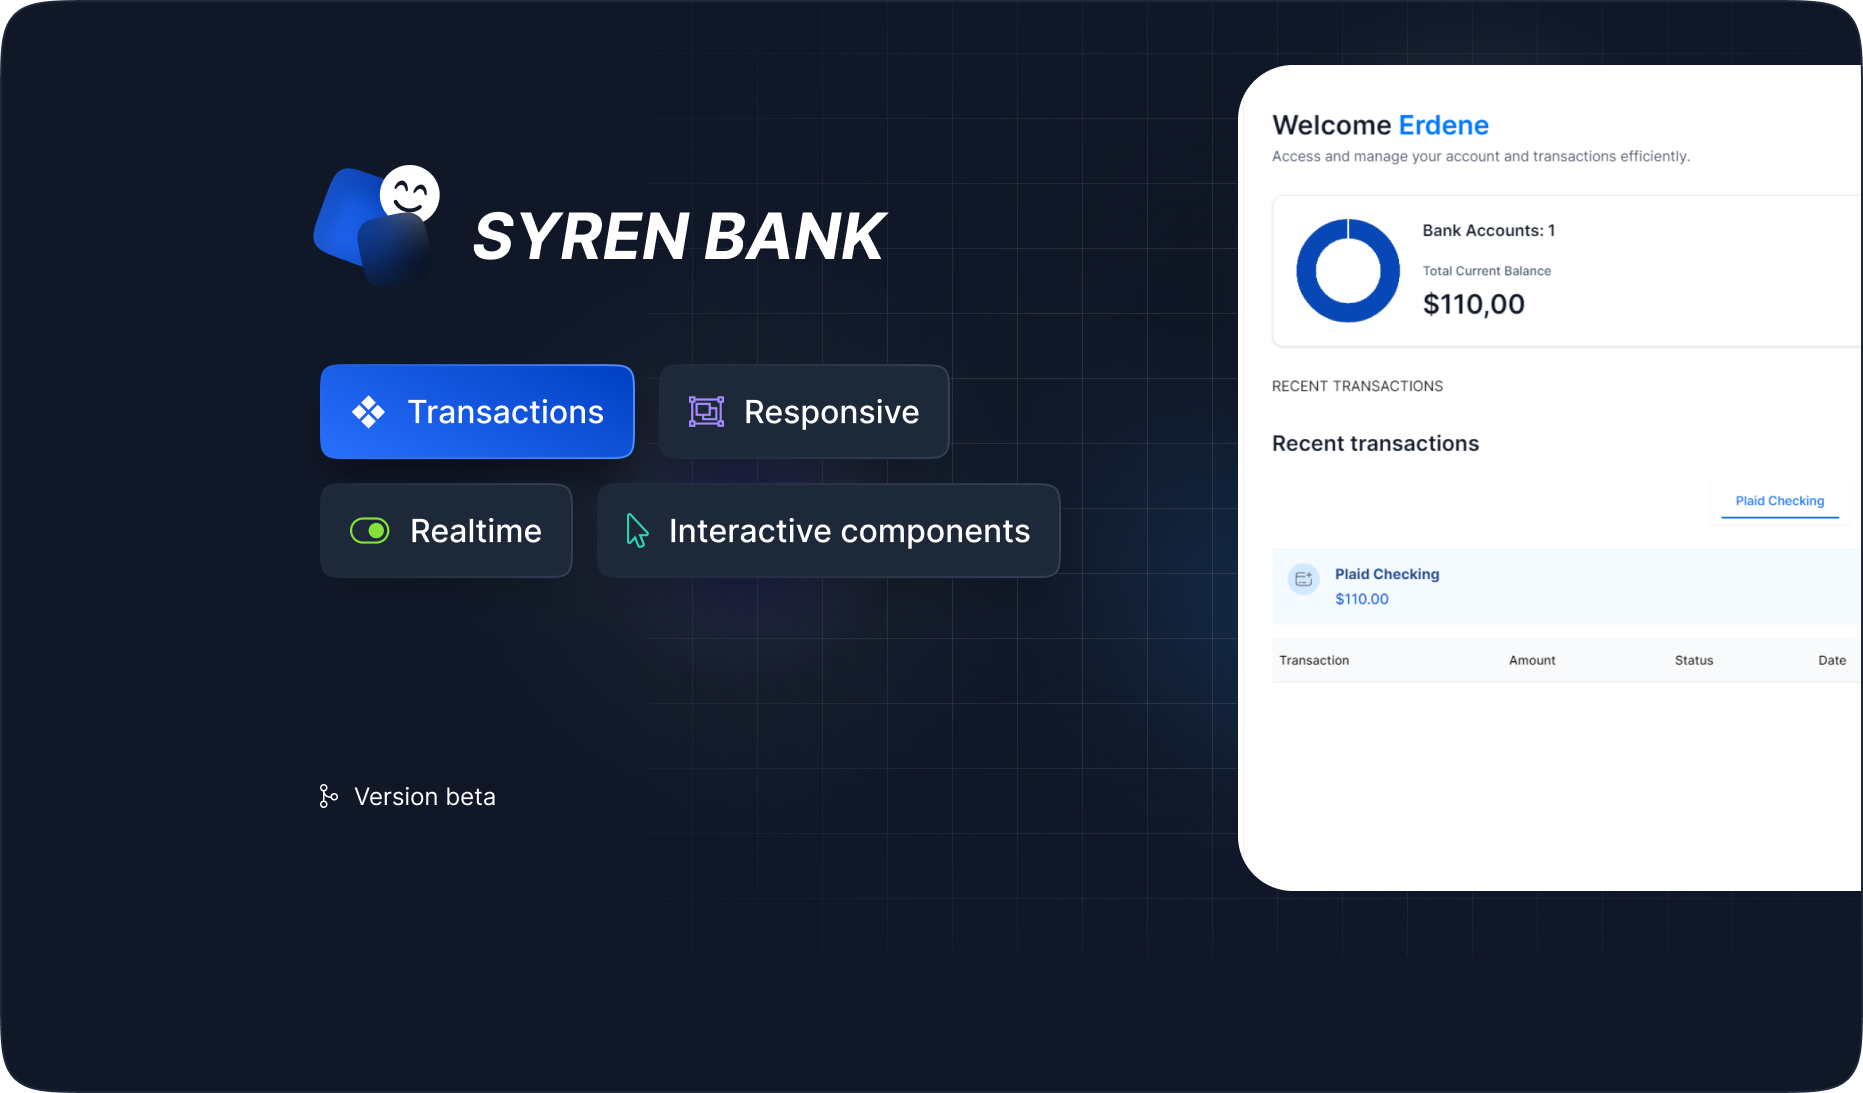 SYREN BANK
Transactions
Responsive
Realtime
Interactive components
Version beta
Welcome Erdene
Access and manage your account and transactions efficiently.
Bank Accounts: 1
Total Current Balance
$110,00
RECENT TRANSACTIONS
Recent transactions
Plaid Checking
Plaid Checking
$110.00
Transaction Amount Status Date